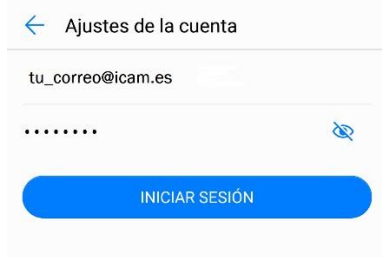 Ajustes de la cuenta
tu_correo@icam.es
••••••••
INICIAR SESIÓN